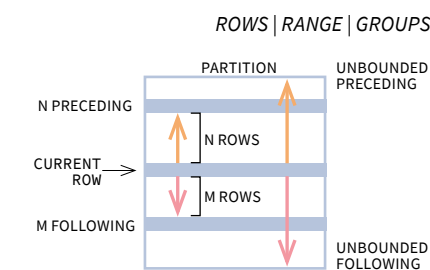 ROWS | RANGE | GROUPS
PARTITION
UNBOUNDED
PRECEDING
N PRECEDING
N ROWS
CURRENT
ROW
M ROWS
M FOLLOWING
UNBOUNDED
FOLLOWING